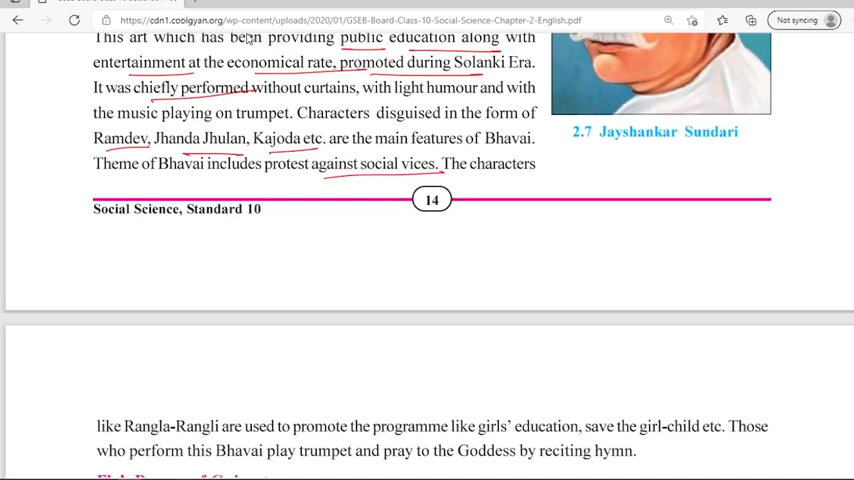 https://cdn1.coolgyan.org/wp-content/uploads/2020/01/GSEB-Board-Class-10-Social-Science-Chapter-2-English.pdf
Not syncing
This art which has been providing public education along with
entertainment at the economical rate, promoted during Solanki Era.
It was chiefly performed without curtains, with light humour and with
the music playing on trumpet. Characters disguised in the form of
Ramdev, Jhanda Jhulan, Kajoda etc. are the main features of Bhavai.
Theme of Bhavai includes protest against social vices. The characters
2.7 Jayshankar Sundari
14
Social Science, Standard 10
like Rangla-Rangli are used to promote the programme like girls' education, save the girl-child etc. Those
who perform this Bhavai play trumpet and pray to the Goddess by reciting hymn.